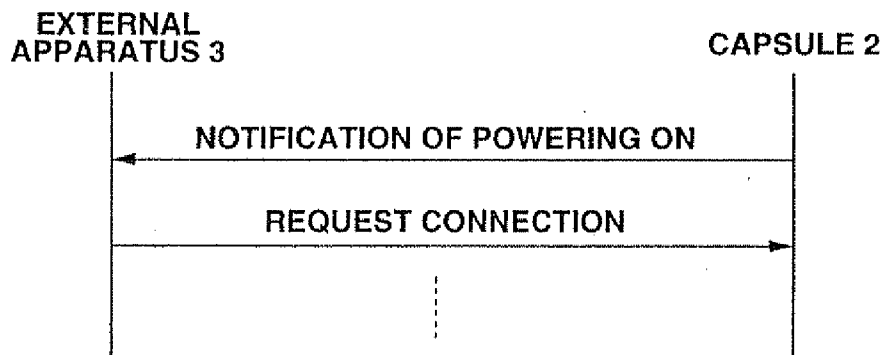 EXTERNAL
APPARATUS 3
CAPSULE 2
NOTIFICATION OF POWERING ON
REQUEST CONNECTION